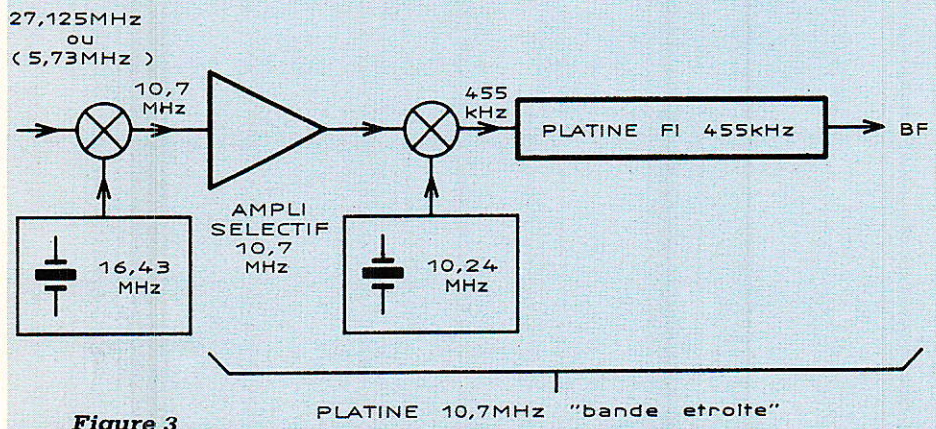 27,125MHz
ou
( 5,73MHz )
10,7
MHz
455
kHz
PLATINE FI 455kHz
BF
AMPLI
SELECTIF
10,7
MHz
16,43
MHz
10,24
MHz
PLATINE 10,7MHz "bande etroite"
Figure 3